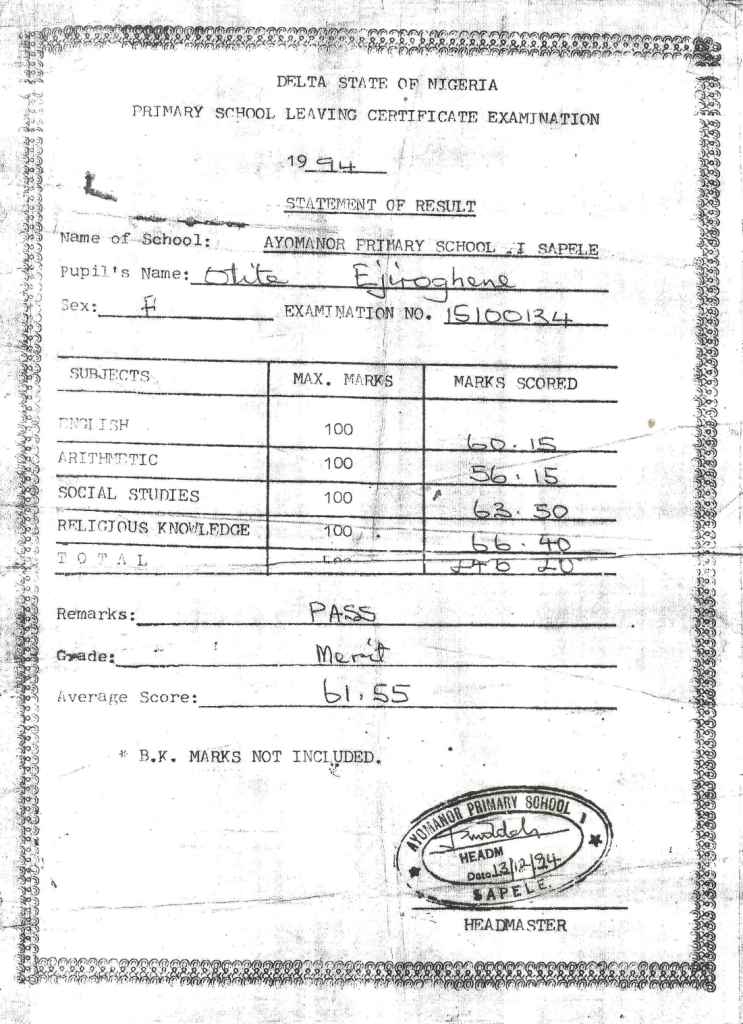 DELTA STATE OF NIGERIA
PRIMARY SCHOOL LEAVING CERTIFICATE EXAMINATION
1994
STATEMENT OF RESULT
Name of School: AYOMANOR PRIMARY SCHOOL I SAPELE
Pupil's Name: Otite Ejiroghene
Sex: F EXAMINATION NO. 15100134
SUBJECTS MAX. MARKS MARKS SCORED
ENGLISH 100 60.15
ARITHMETIC 100 56.15
SOCIAL STUDIES 100 63.50
RELIGIOUS KNOWLEDGE 100 66.40
TOTAL
Remarks: PASS
Grade: Merit
Average Score: 61.55
* B.K. MARKS NOT INCLUDED.
AYOMANOR PRIMARY SCHOOL I
HEADM
Date 13/12/94
SAPELE.
HEADMASTER